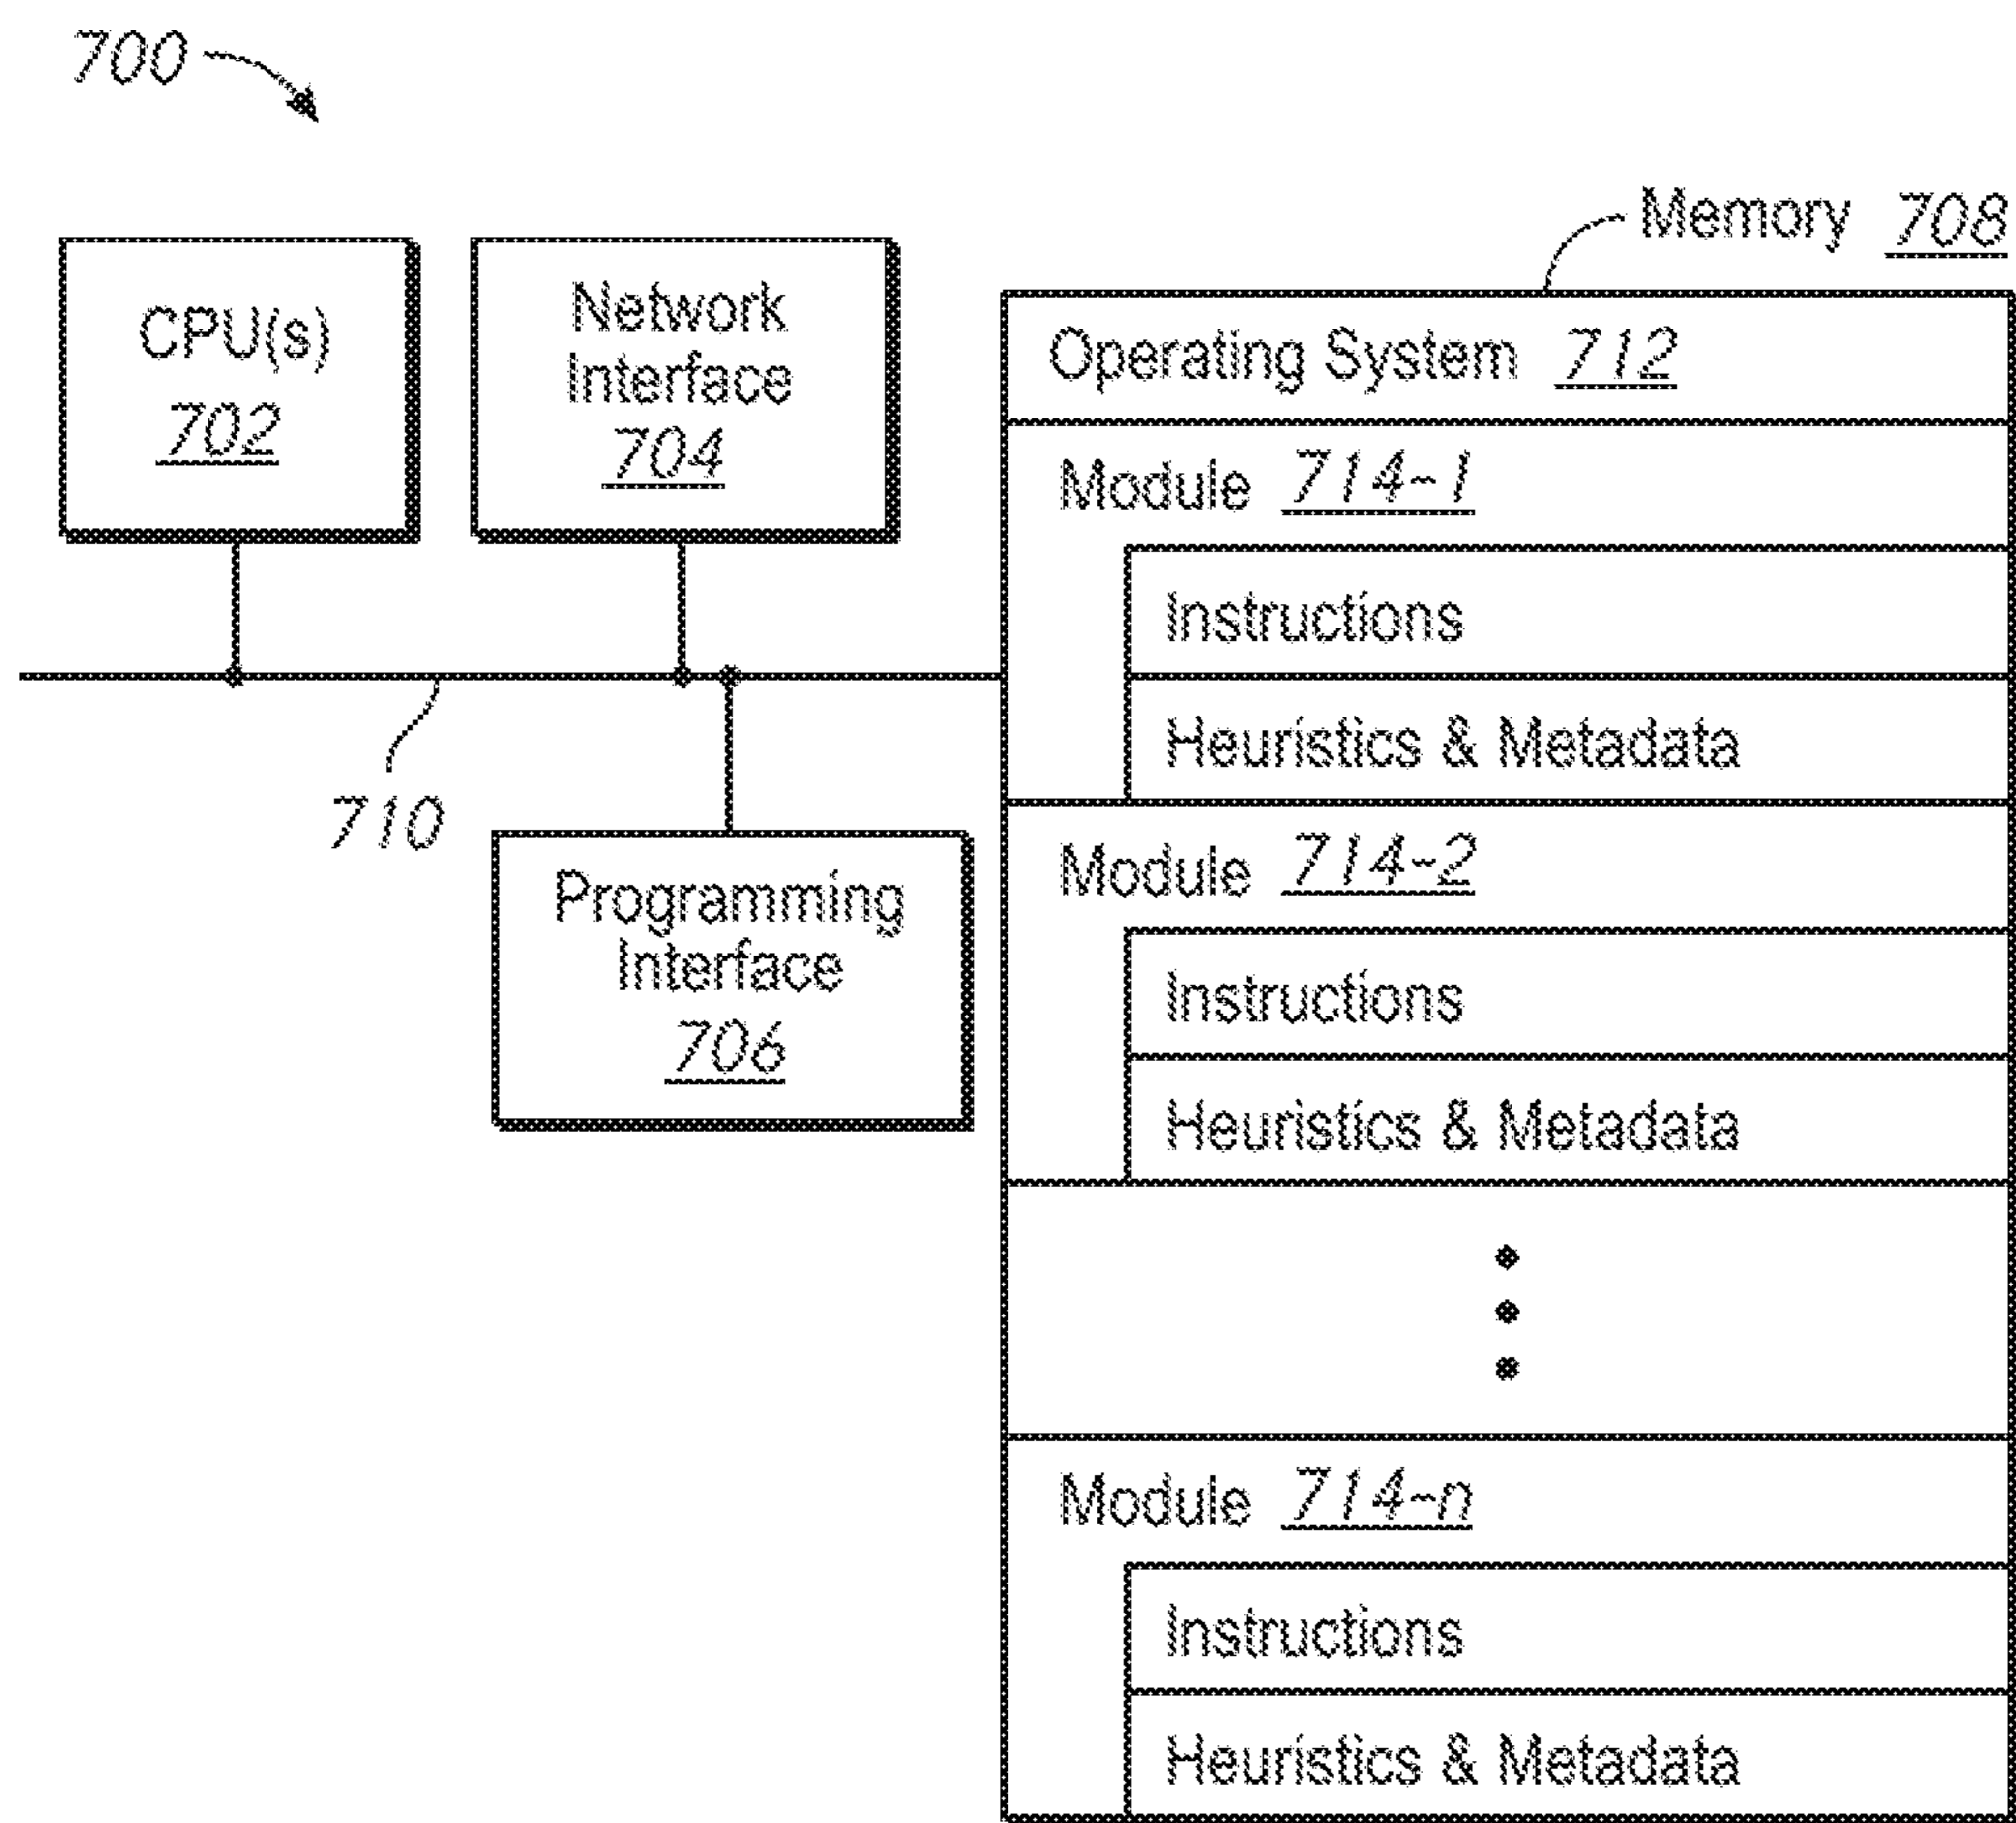 700
Memory 708
CPU(s)
702
Network
Interface
704
710
Programming
Interface
706
Operating System 712
Module 714-1
Instructions
Heuristics & Metadata
Module 714-2
Instructions
Heuristics & Metadata
Module 714-n
Instructions
Heuristics & Metadata